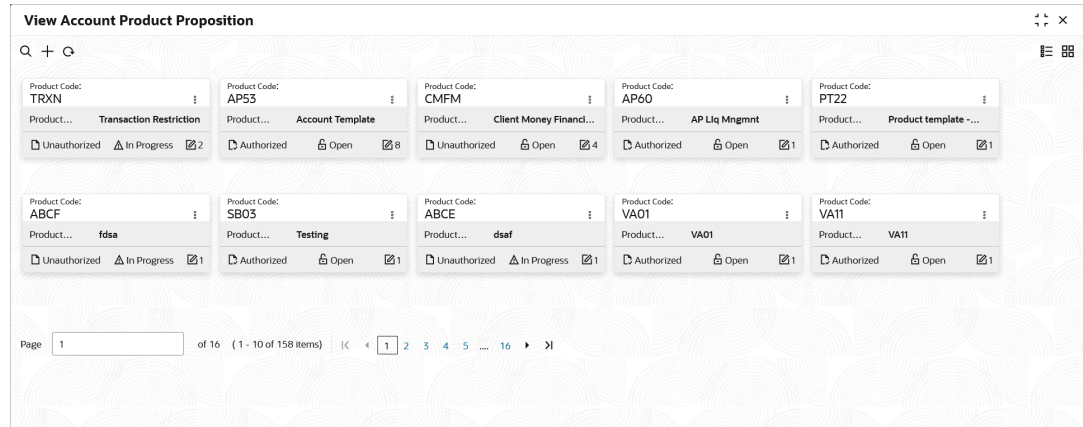 View Account Product Proposition
Product Code: Product Code: Product Code: Product Code: Product Code:
TRXN AP53 CMFM AP60 PT22
Product... Transaction Restriction Product... Account Template Product... Client Money Financi... Product... AP LIq Mngmnt Product... Product template -...
Unauthorized In Progress 2 Authorized Open 8 Unauthorized Open 4 Authorized Open 1 Authorized Open 1
Product Code: Product Code: Product Code: Product Code: Product Code:
ABCF SB03 ABCE VA01 VA11
Product... fdsa Product... Testing Product... dsaf Product... VA01 Product... VA11
Unauthorized In Progress 1 Authorized Open 1 Unauthorized In Progress 1 Authorized Open 1 Authorized Open 1
Page 1 of 16 ( 1 - 10 of 158 items) 1 2 3 4 5 .... 16